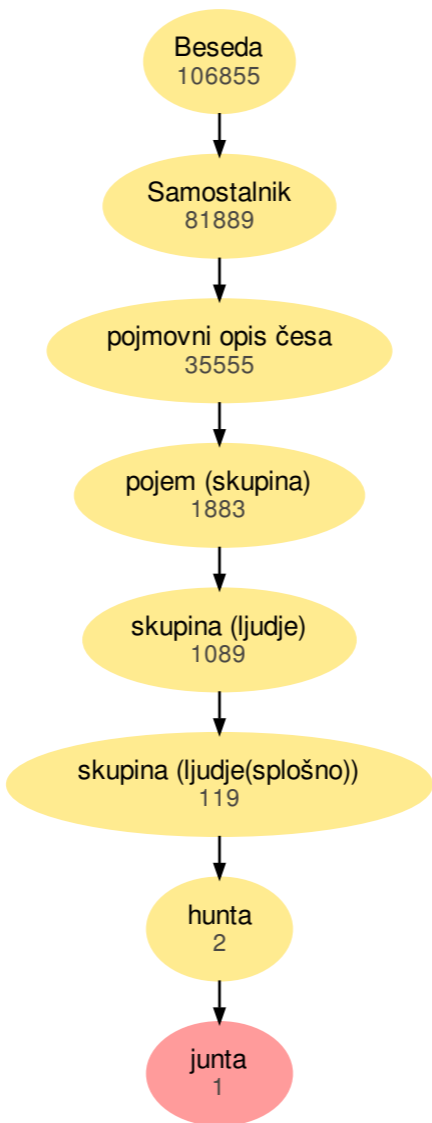 Beseda
106855
Samostalnik
81889
pojmovni opis česa
35555
pojem (skupina)
1883
skupina (ljudje)
1089
skupina (ljudje(splošno))
119
hunta
2
junta
1